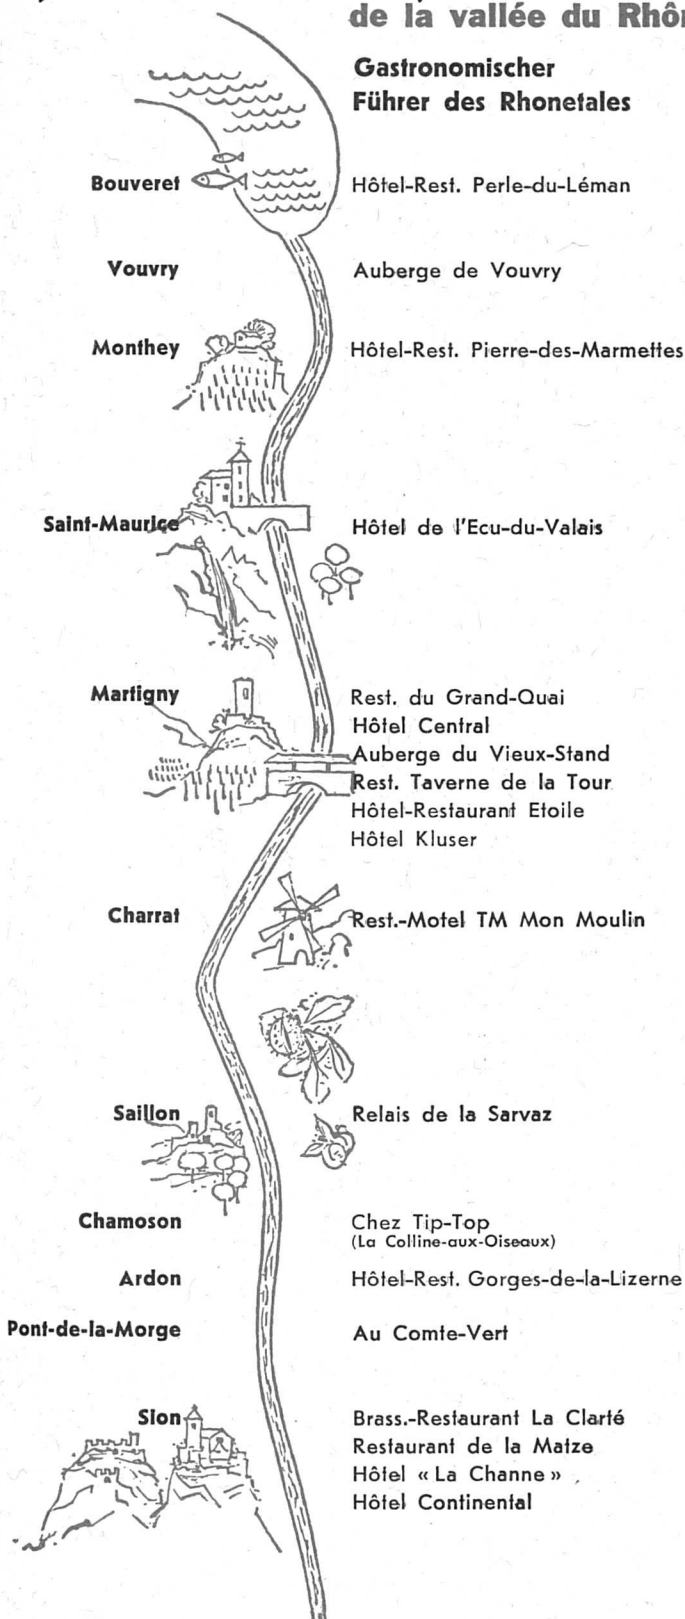 de la vallée du
Gastronomischer
Führer des Rhonetales
Bouveret Hôtel-Rest. Perle-du-Léman
Vouvry Auberge de Vouvry
Monthey Hôtel-Rest. Pierre-des-Marmettes
Saint-Maurice Hôtel de l'Ecu-du-Valais
Martigny Rest. du Grand-Quai
Hôtel Central
Auberge du Vieux-Stand
Rest. Taverne de la Tour
Hôtel-Restaurant Etoile
Hôtel Kluser
Charrat Rest.-Motel TM Mon Moulin
Saillon Relais de la Sarvaz
Chamoson Chez Tip-Top
(La Colline-aux-Oiseaux)
Ardon Hôtel-Rest. Gorges-de-la-Lizerne
Pont-de-la-Morge Au Comte-Vert
Sion Brass.-Restaurant La Clarté
Restaurant de la Matze
Hôtel « La Channe »
Hôtel Continental